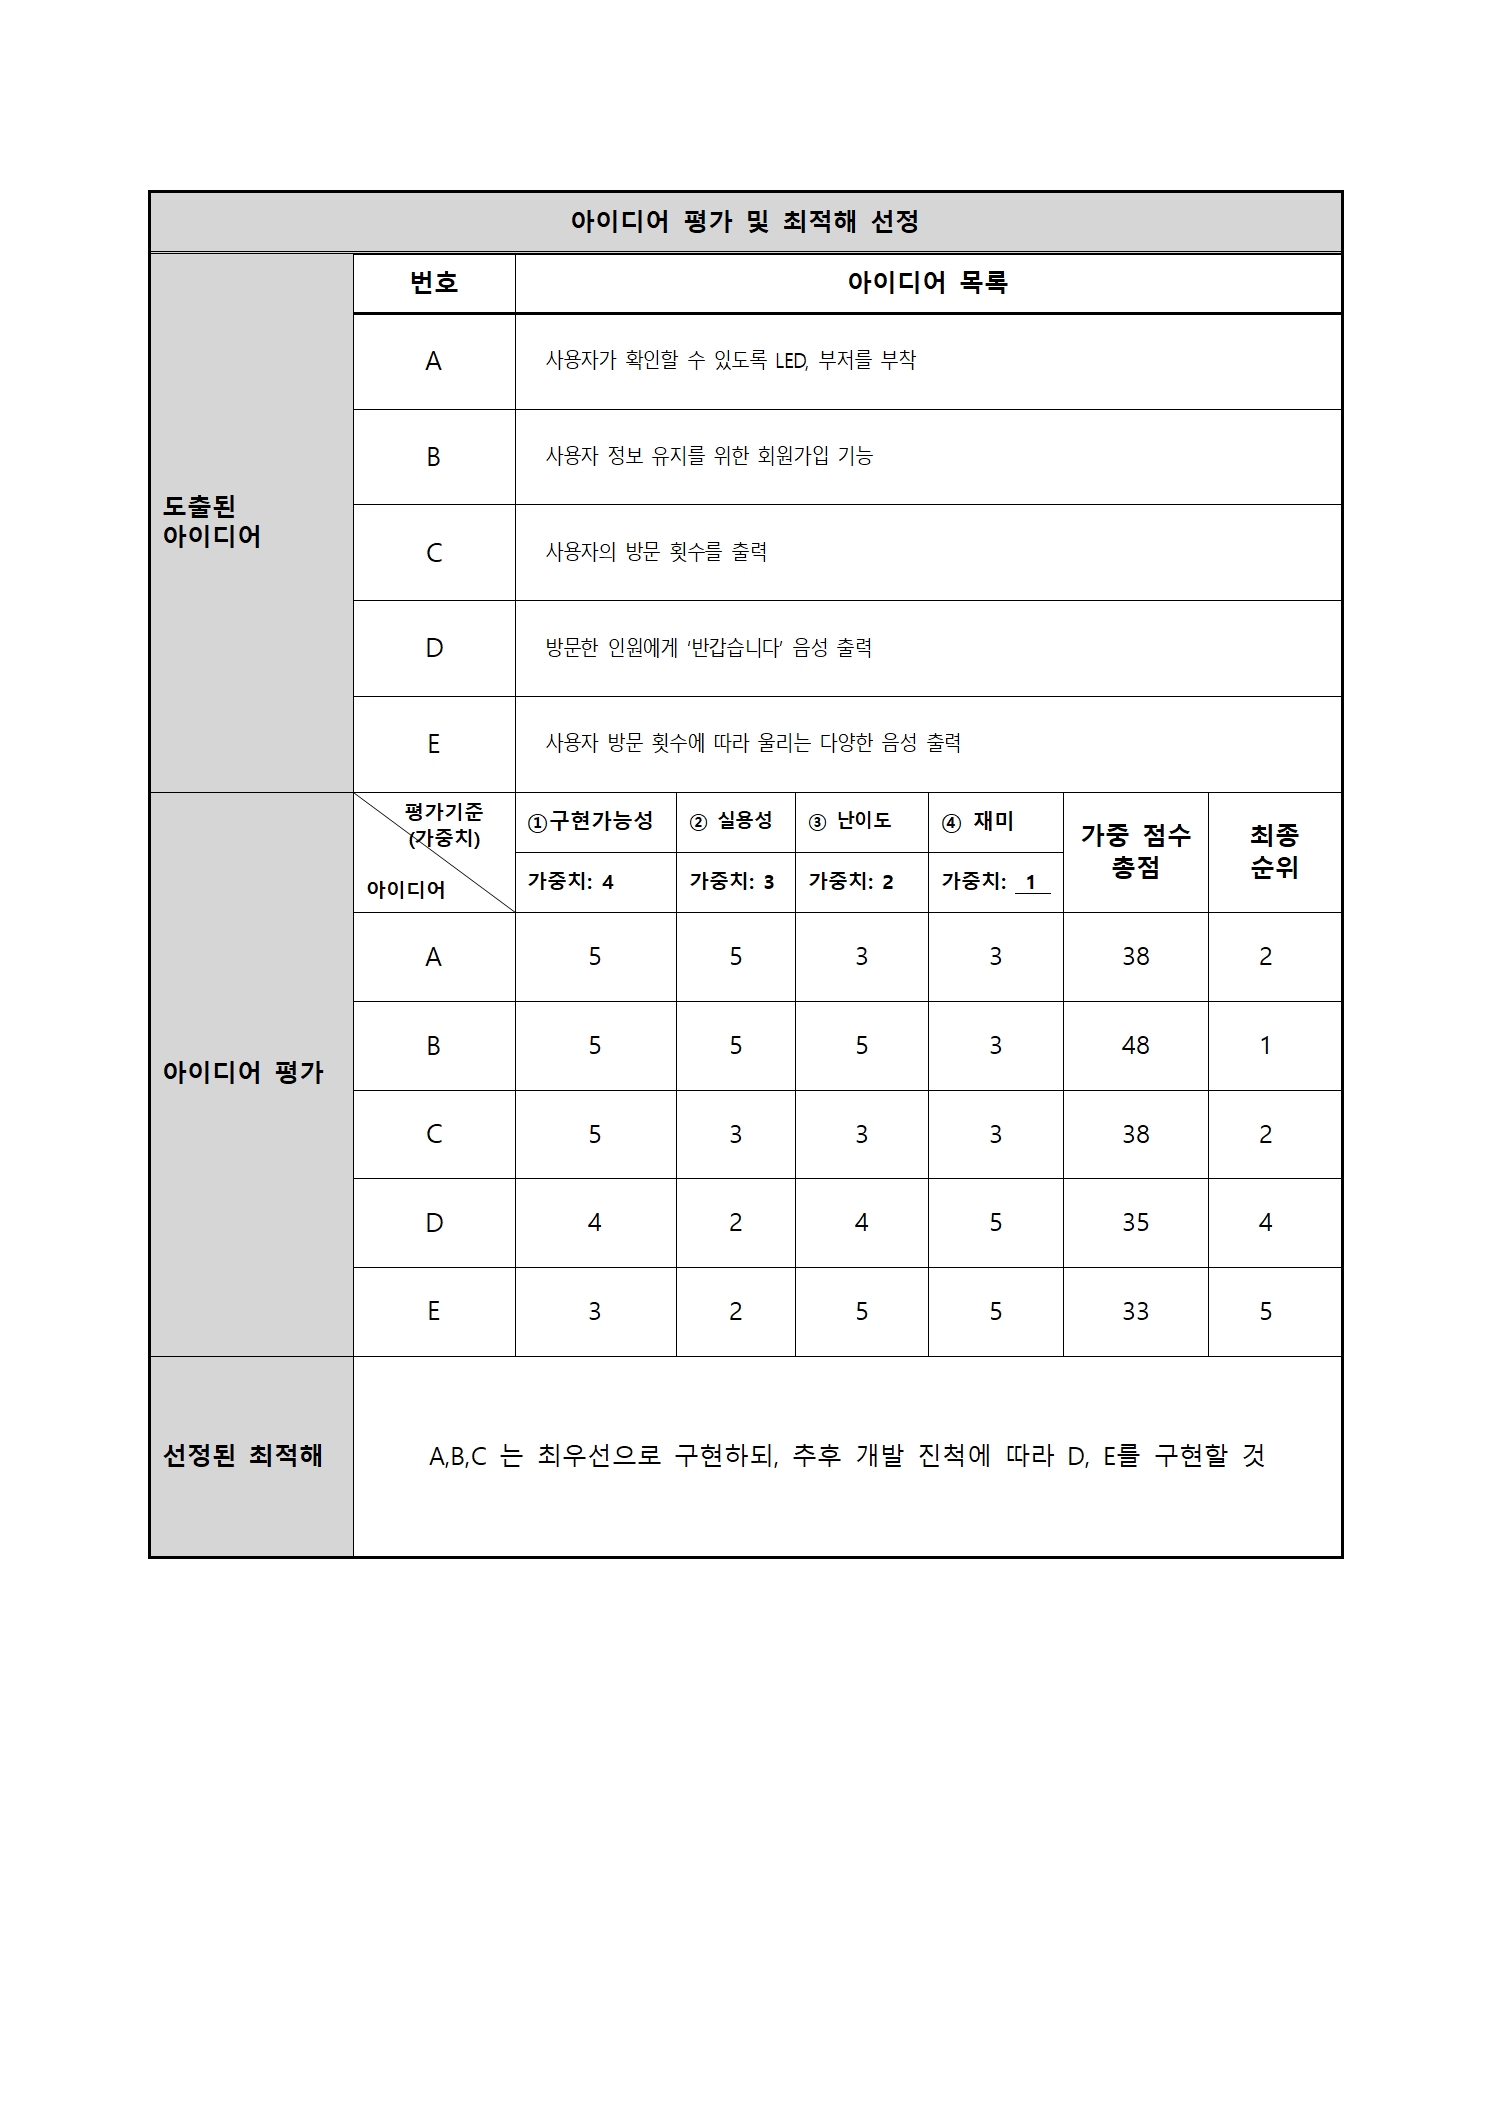 아이디어 평가 및 최적해 선정
도출된
아이디어
번호 아이디어 목록
A 사용자가 확인할 수 있도록 LED, 부저를 부착
B 사용자 정보 유지를 위한 회원가입 기능
C 사용자의 방문 횟수를 출력
D 방문한 인원에게 ‘반갑습니다’ 음성 출력
E 사용자 방문 횟수에 따라 울리는 다양한 음성 출력
아이디어 평가
평가기준
(가중치)
아이디어
①구현가능성 ② 실용성 ③ 난이도 ④ 재미
가중치: 4 가중치: 3 가중치: 2 가중치: 1
가중 점수
총점
최종
순위
A 5 5 3 3 38 2
B 5 5 5 3 48 1
C 5 3 3 3 38 2
D 4 2 4 5 35 4
E 3 2 5 5 33 5
선정된 최적해
A,B,C 는 최우선으로 구현하되, 추후 개발 진척에 따라 D, E를 구현할 것